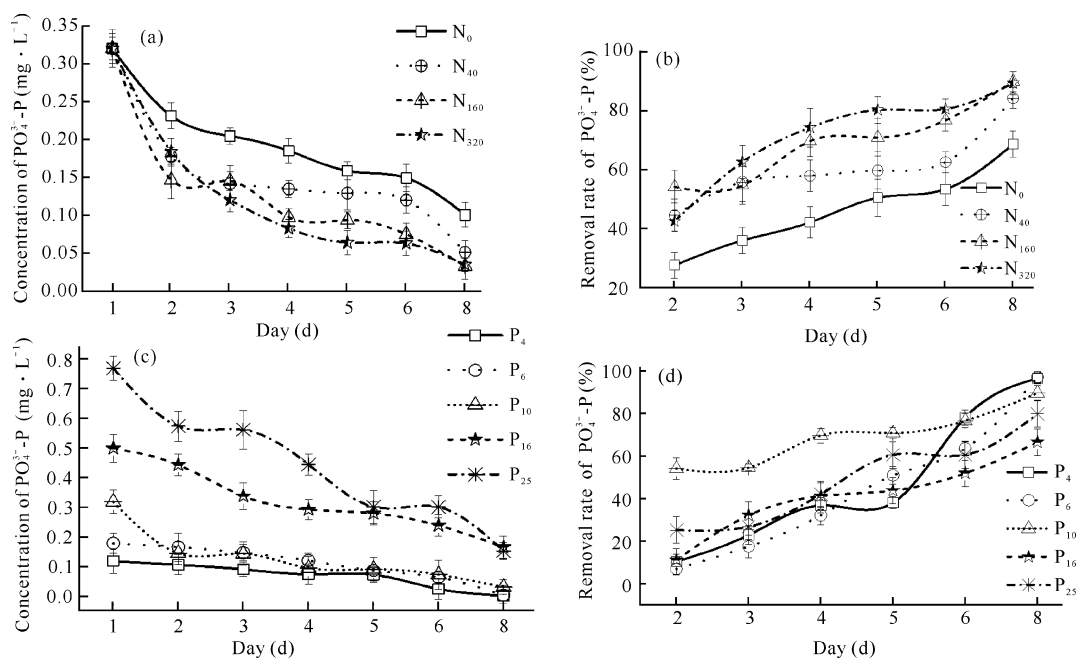 (a)
N₀
N₄₀
N₁₆₀
N₃₂₀
Concentration of PO₄³⁻-P (mg · L⁻¹)
0.35
0.30
0.25
0.20
0.15
0.10
0.05
0.00
1 2 3 4 5 6 8
Day (d)
(b)
N₀
N₄₀
N₁₆₀
N₃₂₀
Removal rate of PO₄³⁻-P (%)
100
80
60
40
20
2 3 4 5 6 8
Day (d)
(c)
P₄
P₆
P₁₀
P₁₆
P₂₅
Concentration of PO₄³⁻-P (mg · L⁻¹)
0.8
0.7
0.6
0.5
0.4
0.3
0.2
0.1
0.0
1 2 3 4 5 6 8
Day (d)
(d)
P₄
P₆
P₁₀
P₁₆
P₂₅
Removal rate of PO₄³⁻-P (%)
100
80
60
40
20
0
2 3 4 5 6 8
Day (d)